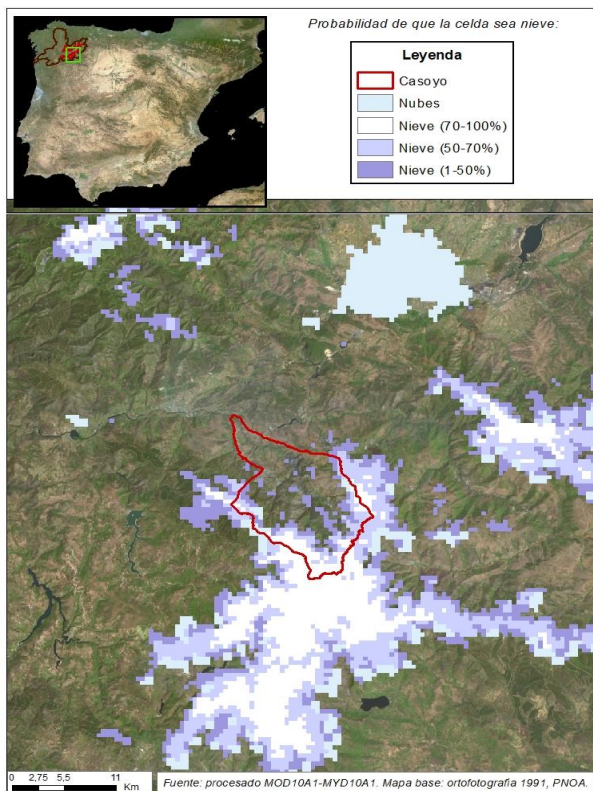 Probabilidad de que la celda sea nieve:
Leyenda
Casoyo
Nubes
Nieve (70-100%)
Nieve (50-70%)
Nieve (1-50%)
0 2,75 5,5 11
Km
Fuente: procesado MOD10A1-MYD10A1. Mapa base: ortofotografía 1991, PNOA.